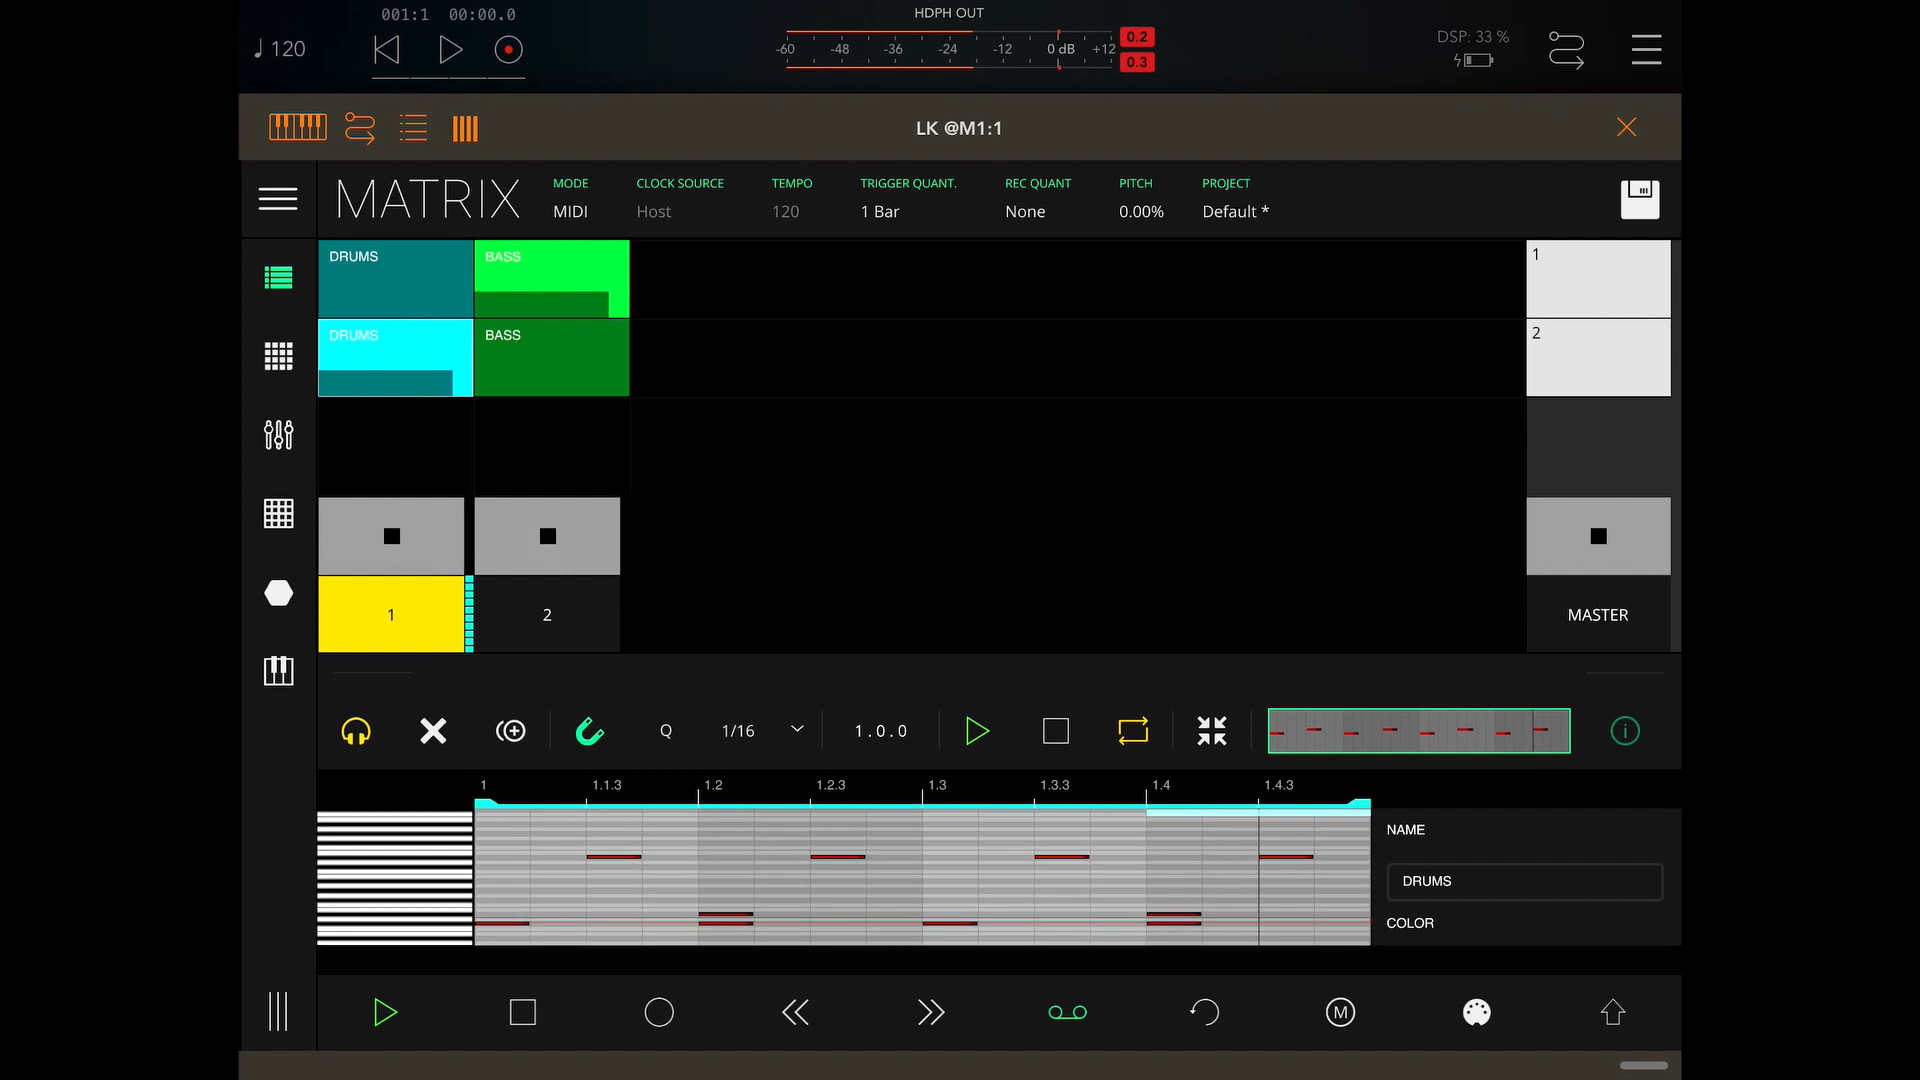 001:1 00:00.0
HDPH OUT
120
-60 -48 -36 -24 -12 0 dB +12
0.2
0.3
DSP: 33 %
LK @M1:1
MATRIX
MODE CLOCK SOURCE TEMPO TRIGGER QUANT. REC QUANT PITCH PROJECT
MIDI Host 120 1 Bar None 0.00% Default *
DRUMS BASS 1
DRUMS BASS 2
1 2 MASTER
Q 1/16 1.0.0
1 1.1.3 1.2 1.2.3 1.3 1.3.3 1.4 1.4.3
NAME
DRUMS
COLOR
M